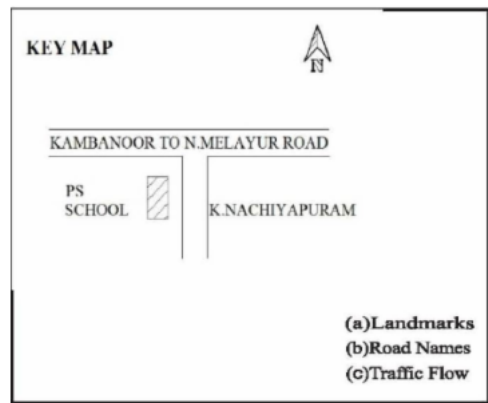 KEY MAP
N
KAMBANOOR TO N.MELAYUR ROAD
PS
SCHOOL
K.NACHIYAPURAM
(a)Landmarks
(b)Road Names
(c)Traffic Flow